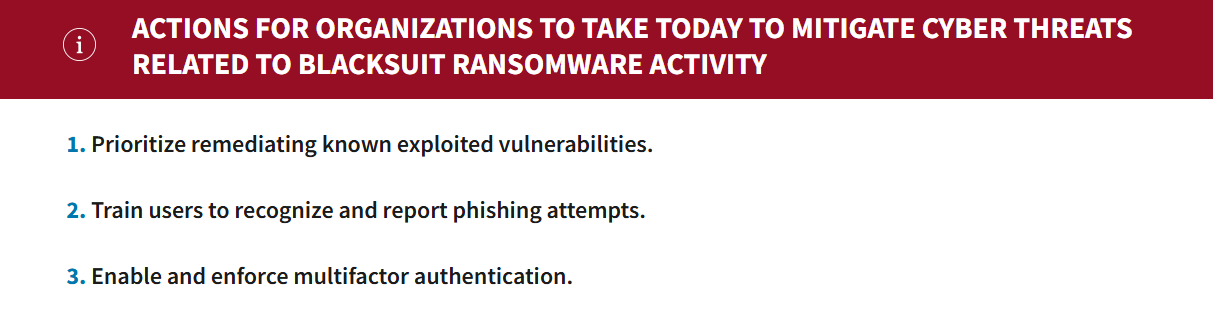 ACTIONS FOR ORGANIZATIONS TO TAKE TODAY TO MITIGATE CYBER THREATS
RELATED TO BLACKSUIT RANSOMWARE ACTIVITY
1. Prioritize remediating known exploited vulnerabilities.
2. Train users to recognize and report phishing attempts.
3. Enable and enforce multifactor authentication.